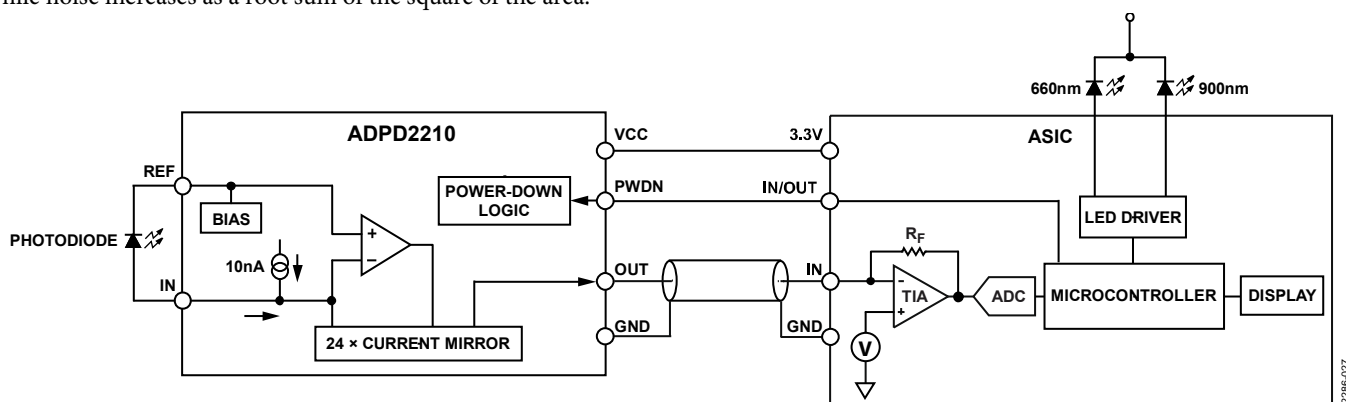 ADPD2210
REF
BIAS
PHOTODIODE
10nA
IN
24 × CURRENT MIRROR
POWER-DOWN
LOGIC
VCC
PWDN
OUT
GND
3.3V
IN/OUT
IN
GND
ASIC
660nm
900nm
LED DRIVER
RF
TIA
+
−
+
−
V
ADC
MICROCONTROLLER
DISPLAY